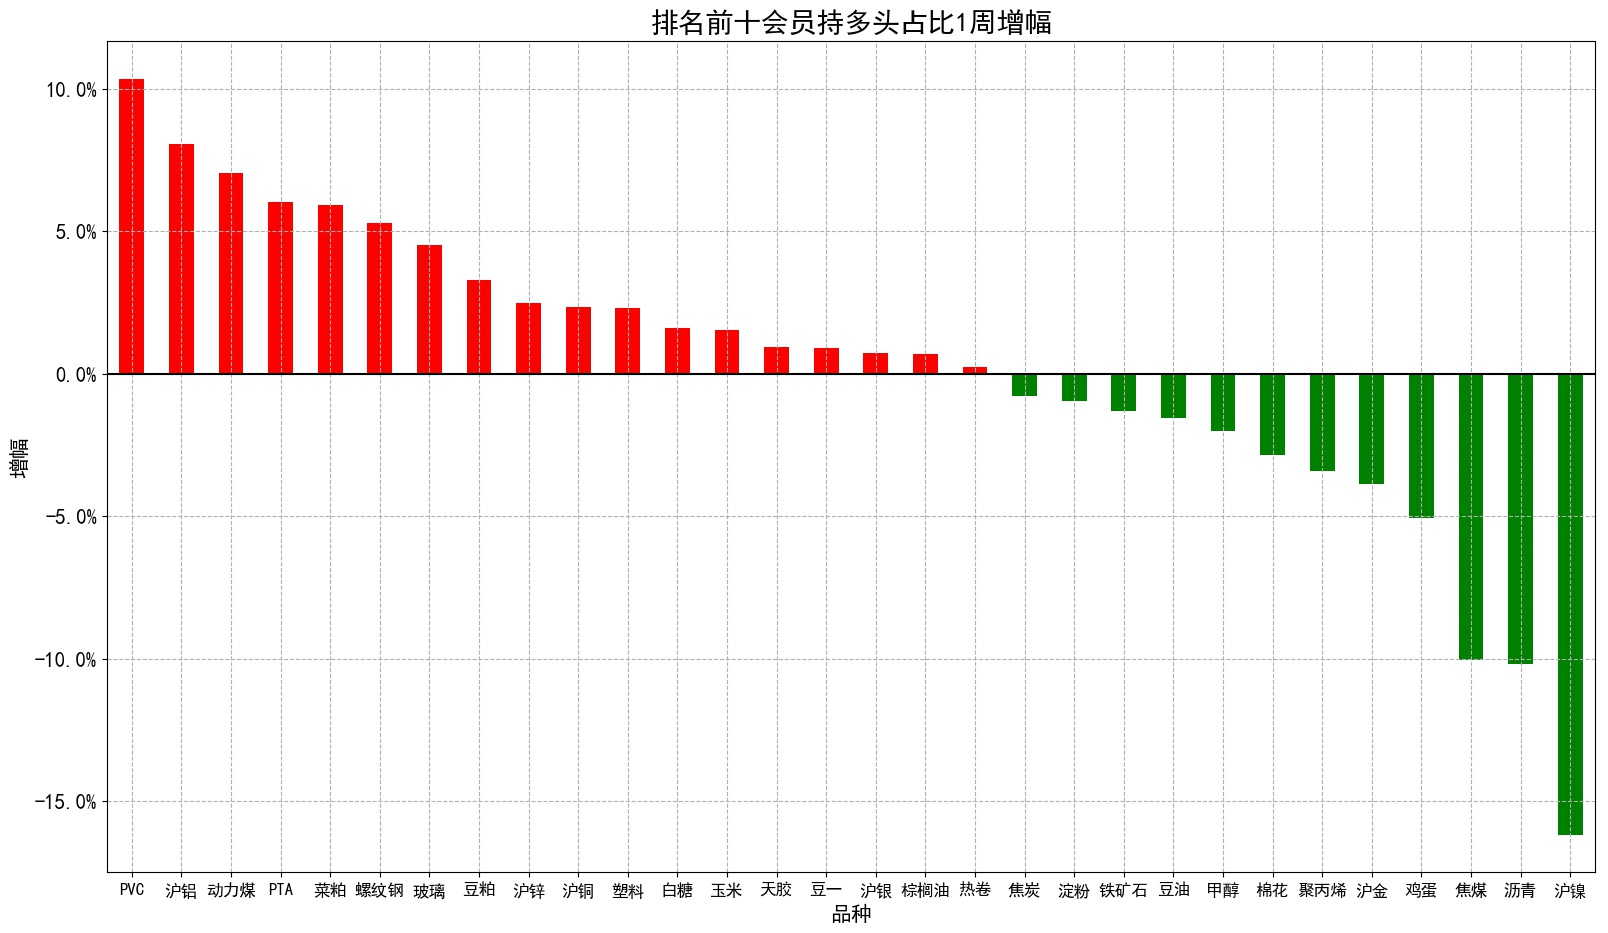 排名前十会员持多头占比1周增幅
10.0%
5.0%
0.0%
−5.0%
−10.0%
−15.0%
增幅
PVC 沪铝 动力煤 PTA 菜粕 螺纹钢 玻璃 豆粕 沪锌 沪铜 塑料 白糖 玉米 天胶 豆一 沪银 棕榈油 热卷 焦炭 淀粉 铁矿石 豆油 甲醇 棉花 聚丙烯 沪金 鸡蛋 焦煤 沥青 沪镍
品种